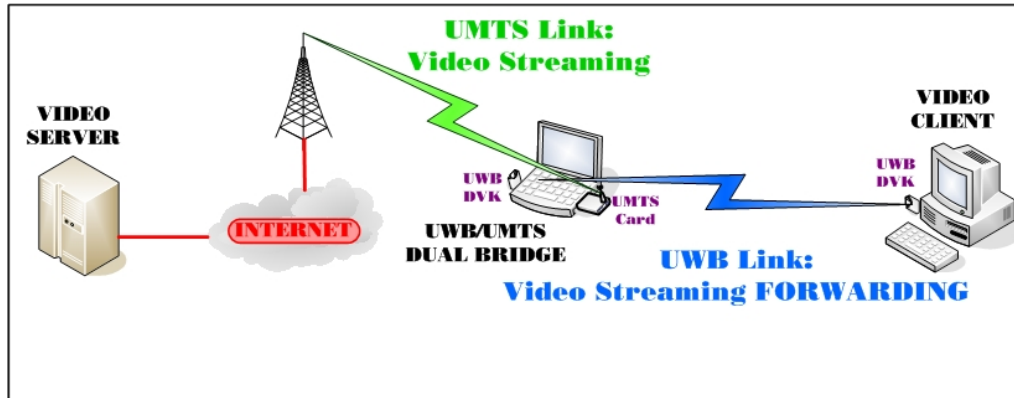 UMTS Link:
Video Streaming
VIDEO
SERVER
VIDEO
CLIENT
UWB
DVK
UWB
DVK
UMTS
Card
INTERNET
UWB/UMTS
DUAL BRIDGE
UWB Link:
Video Streaming FORWARDING